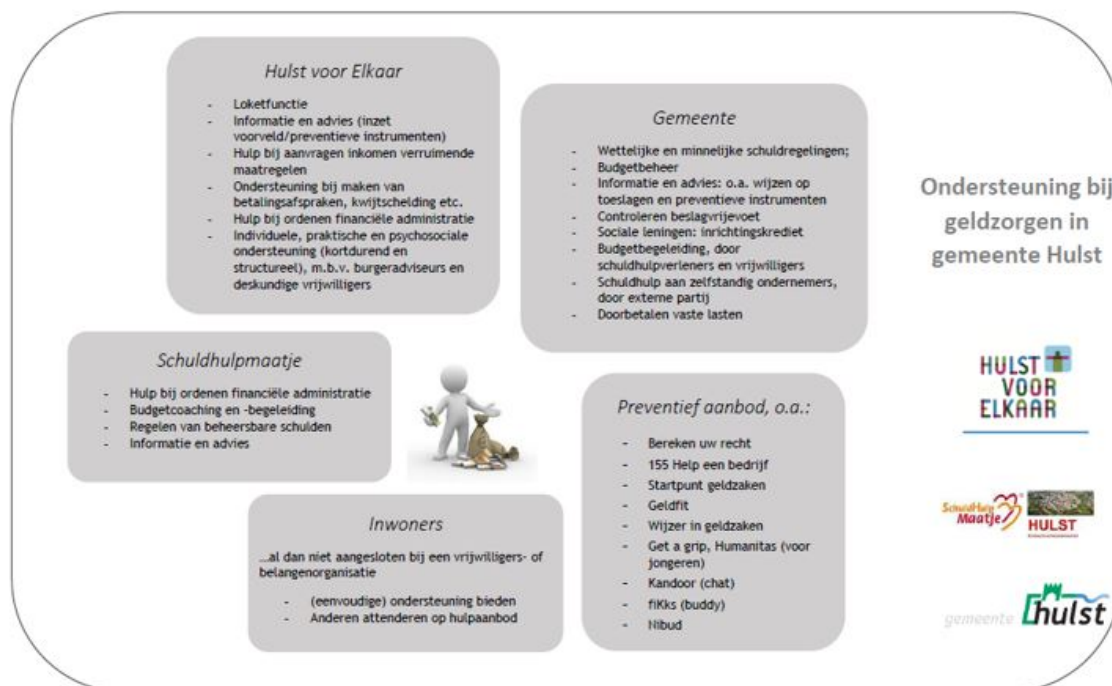 Hulst voor Elkaar
- Loketfunctie
- Informatie en advies (inzet
voorveld/preventieve instrumenten)
- Hulp bij aanvragen inkomen verruimende
maatregelen
- Ondersteuning bij maken van
betalingsafspraken, kwijtschelding etc.
- Hulp bij ordenen financiële administratie
- Individuele, praktische en psychosociale
ondersteuning (kortdurend en
structureel), m.b.v. burgeradviseurs en
deskundige vrijwilligers
Gemeente
- Wettelijke en minnelijke schuldregelingen;
- Budgetbeheer
- Informatie en advies: o.a. wijzen op
toeslagen en preventieve instrumenten
- Controleren beslagvrijevoet
- Sociale leningen: inrichtingskrediet
- Budgetbegeleiding, door
schuldhulpverleners en vrijwilligers
- Schuldhulp aan zelfstandig ondernemers,
door externe partij
- Doorbetalen vaste lasten
Ondersteuning bij
geldzorgen in
gemeente Hulst
Schuldhulpmaatje
- Hulp bij ordenen financiële administratie
- Budgetcoaching en -begeleiding
- Regelen van beheersbare schulden
- Informatie en advies
Preventief aanbod, o.a.:
- Bereken uw recht
- 155 Help een bedrijf
- Startpunt geldzaken
- Geldfit
- Wijzer in geldzaken
- Get a grip, Humanitas (voor
jongeren)
- Kandoor (chat)
- fiKks (buddy)
- Nibud
Inwoners
…al dan niet aangesloten bij een vrijwilligers- of
belangenorganisatie
- (eenvoudige) ondersteuning bieden
- Anderen attenderen op hulpaanbod
HULST
VOOR
ELKAAR
SchuldHulp
Maatje
HULST
gemeente hulst